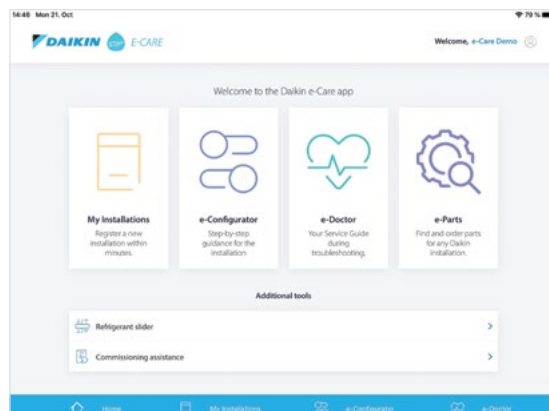 14:46 Mon 21. Oct
79 %
DAIKIN E-CARE
Welcome, e-Care Demo
Welcome to the Daikin e-Care app
My Installations
Register a new
installation within
minutes.
e-Configurator
Step-by-step
guidance for the
installation
e-Doctor
Your Service Guide
during
troubleshooting.
e-Parts
Find and order parts
for any Daikin
installation.
Additional tools
Refrigerant slider
Commissioning assistance
Home My Installations e-Configurator e-Doctor